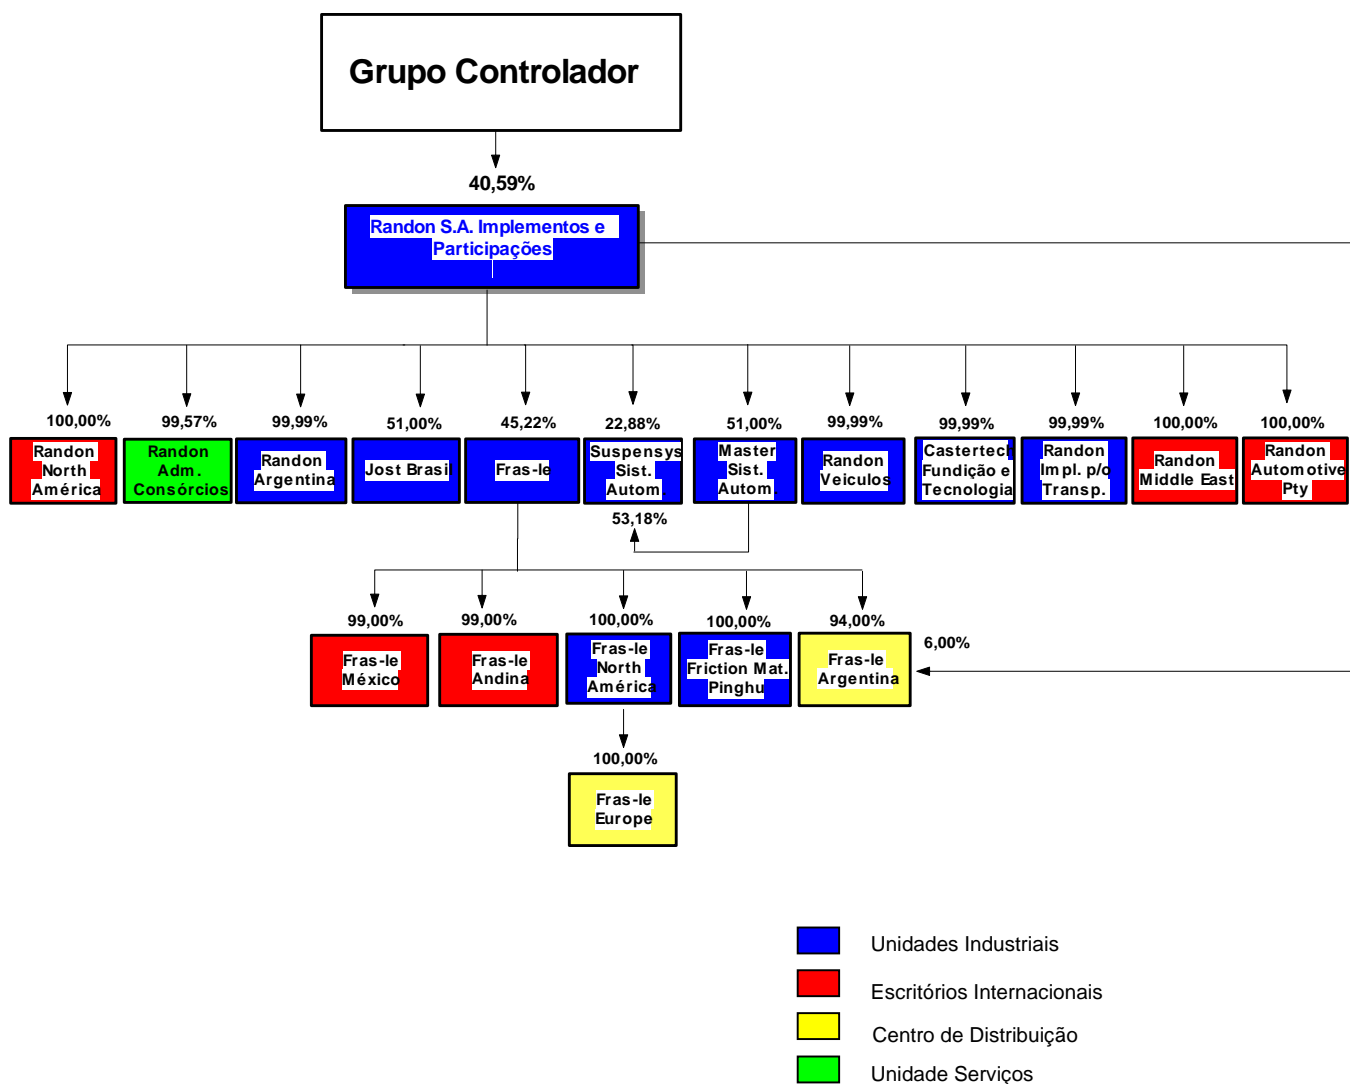 Grupo Controlador
40,59%
Randon S.A. Implementos e
Participações
100,00%
99,57%
99,99%
51,00%
45,22%
22,88%
51,00%
99,99%
99,99%
99,99%
100,00%
100,00%
Randon
North
América
Randon
Adm.
Consórcios
Randon
Argentina
Jost Brasil
Fras-le
Suspensys
Sist.
Autom.
Master
Sist.
Autom.
Randon
Veiculos
Castertech
Fundição e
Tecnologia
Randon
Impl. p/o
Transp.
Randon
Middle East
Randon
Automotive
Pty
53,18%
99,00%
99,00%
100,00%
100,00%
94,00%
6,00%
Fras-le
México
Fras-le
Andina
Fras-le
North
América
Fras-le
Friction Mat.
Pinghu
Fras-le
Argentina
100,00%
Fras-le
Europe
Unidades Industriais
Escritórios Internacionais
Centro de Distribuição
Unidade Serviços